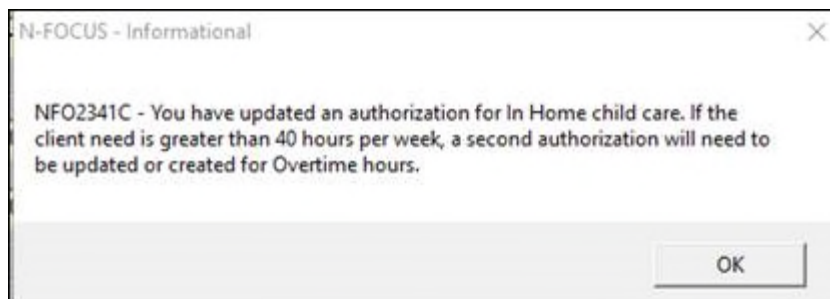 N-FOCUS - Informational
NFO2341C - You have updated an authorization for In Home child care. If the
client need is greater than 40 hours per week, a second authorization will need to
be updated or created for Overtime hours.
OK